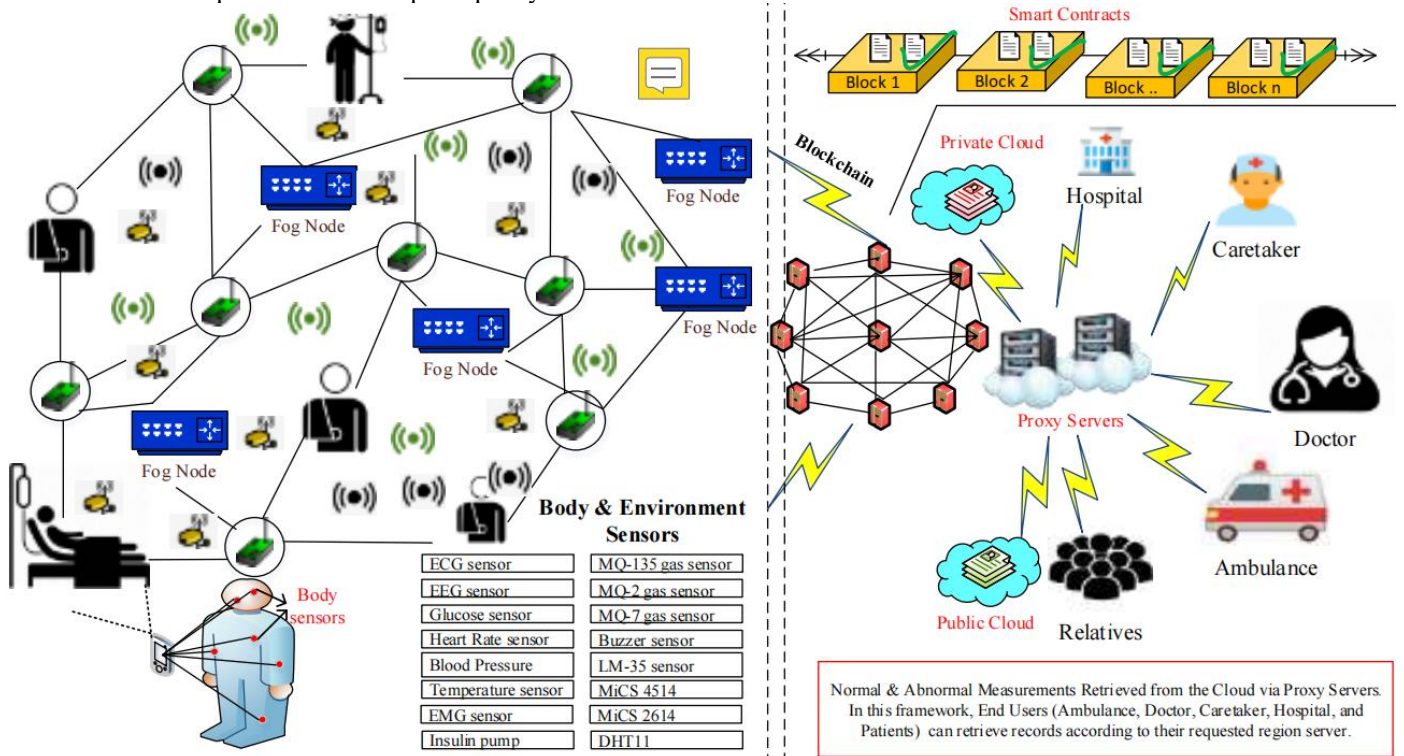 Smart Contracts
Block 1
Block 2
Block ..
Block n
Blockchain
Private Cloud
Hospital
Caretaker
Fog Node
Fog Node
Fog Node
Fog Node
Fog Node
Proxy Servers
Doctor
Ambulance
Public Cloud
Relatives
Body
sensors
Body & Environment
Sensors
ECG sensor
MQ-135 gas sensor
EEG sensor
MQ-2 gas sensor
Glucose sensor
MQ-7 gas sensor
Heart Rate sensor
Buzzer sensor
Blood Pressure
LM-35 sensor
Temperature sensor
MiCS 4514
EMG sensor
MiCS 2614
Insulin pump
DHT11
Normal & Abnormal Measurements Retrieved from the Cloud via Proxy Servers.
In this framework, End Users (Ambulance, Doctor, Caretaker, Hospital, and
Patients) can retrieve records according to their requested region server.